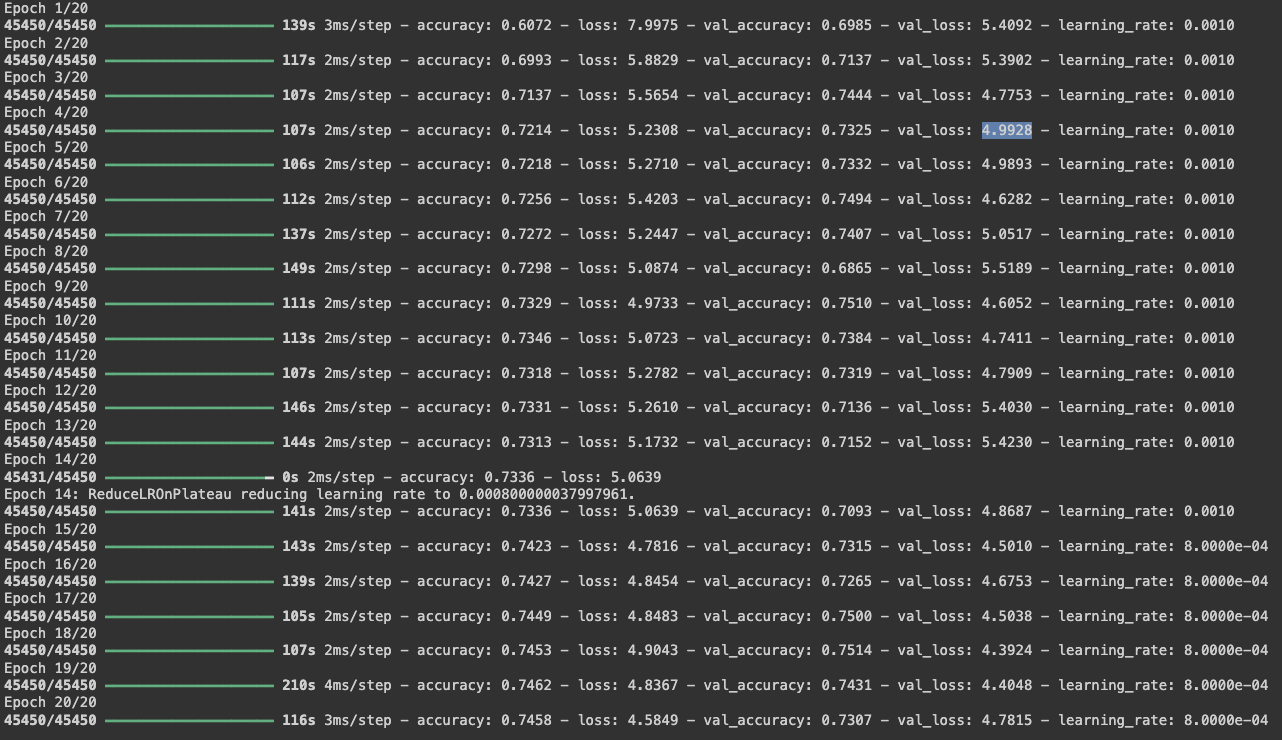 Epoch 1/20
45450/45450 ━━━━━━━━━━━━━━━━━━━━ 139s 3ms/step – accuracy: 0.6072 – loss: 7.9975 – val_accuracy: 0.6985 – val_loss: 5.4092 – learning_rate: 0.0010
Epoch 2/20
45450/45450 ━━━━━━━━━━━━━━━━━━━━ 117s 2ms/step – accuracy: 0.6993 – loss: 5.8829 – val_accuracy: 0.7137 – val_loss: 5.3902 – learning_rate: 0.0010
Epoch 3/20
45450/45450 ━━━━━━━━━━━━━━━━━━━━ 107s 2ms/step – accuracy: 0.7137 – loss: 5.5654 – val_accuracy: 0.7444 – val_loss: 4.7753 – learning_rate: 0.0010
Epoch 4/20
45450/45450 ━━━━━━━━━━━━━━━━━━━━ 107s 2ms/step – accuracy: 0.7214 – loss: 5.2308 – val_accuracy: 0.7325 – val_loss: 4.9928 – learning_rate: 0.0010
Epoch 5/20
45450/45450 ━━━━━━━━━━━━━━━━━━━━ 106s 2ms/step – accuracy: 0.7218 – loss: 5.2710 – val_accuracy: 0.7332 – val_loss: 4.9893 – learning_rate: 0.0010
Epoch 6/20
45450/45450 ━━━━━━━━━━━━━━━━━━━━ 112s 2ms/step – accuracy: 0.7256 – loss: 5.4203 – val_accuracy: 0.7494 – val_loss: 4.6282 – learning_rate: 0.0010
Epoch 7/20
45450/45450 ━━━━━━━━━━━━━━━━━━━━ 137s 2ms/step – accuracy: 0.7272 – loss: 5.2447 – val_accuracy: 0.7407 – val_loss: 5.0517 – learning_rate: 0.0010
Epoch 8/20
45450/45450 ━━━━━━━━━━━━━━━━━━━━ 149s 2ms/step – accuracy: 0.7298 – loss: 5.0874 – val_accuracy: 0.6865 – val_loss: 5.5189 – learning_rate: 0.0010
Epoch 9/20
45450/45450 ━━━━━━━━━━━━━━━━━━━━ 111s 2ms/step – accuracy: 0.7329 – loss: 4.9733 – val_accuracy: 0.7510 – val_loss: 4.6052 – learning_rate: 0.0010
Epoch 10/20
45450/45450 ━━━━━━━━━━━━━━━━━━━━ 113s 2ms/step – accuracy: 0.7346 – loss: 5.0723 – val_accuracy: 0.7384 – val_loss: 4.7411 – learning_rate: 0.0010
Epoch 11/20
45450/45450 ━━━━━━━━━━━━━━━━━━━━ 107s 2ms/step – accuracy: 0.7318 – loss: 5.2782 – val_accuracy: 0.7319 – val_loss: 4.7909 – learning_rate: 0.0010
Epoch 12/20
45450/45450 ━━━━━━━━━━━━━━━━━━━━ 146s 2ms/step – accuracy: 0.7331 – loss: 5.2610 – val_accuracy: 0.7136 – val_loss: 5.4030 – learning_rate: 0.0010
Epoch 13/20
45450/45450 ━━━━━━━━━━━━━━━━━━━━ 144s 2ms/step – accuracy: 0.7313 – loss: 5.1732 – val_accuracy: 0.7152 – val_loss: 5.4230 – learning_rate: 0.0010
Epoch 14/20
45431/45450 ━━━━━━━━━━━━━━━━━━━━ 0s 2ms/step – accuracy: 0.7336 – loss: 5.0639
Epoch 14: ReduceLROnPlateau reducing learning rate to 0.000800000037997961.
45450/45450 ━━━━━━━━━━━━━━━━━━━━ 141s 2ms/step – accuracy: 0.7336 – loss: 5.0639 – val_accuracy: 0.7093 – val_loss: 4.8687 – learning_rate: 0.0010
Epoch 15/20
45450/45450 ━━━━━━━━━━━━━━━━━━━━ 143s 2ms/step – accuracy: 0.7423 – loss: 4.7816 – val_accuracy: 0.7315 – val_loss: 4.5010 – learning_rate: 8.0000e-04
Epoch 16/20
45450/45450 ━━━━━━━━━━━━━━━━━━━━ 139s 2ms/step – accuracy: 0.7427 – loss: 4.8454 – val_accuracy: 0.7265 – val_loss: 4.6753 – learning_rate: 8.0000e-04
Epoch 17/20
45450/45450 ━━━━━━━━━━━━━━━━━━━━ 105s 2ms/step – accuracy: 0.7449 – loss: 4.8483 – val_accuracy: 0.7500 – val_loss: 4.5038 – learning_rate: 8.0000e-04
Epoch 18/20
45450/45450 ━━━━━━━━━━━━━━━━━━━━ 107s 2ms/step – accuracy: 0.7453 – loss: 4.9043 – val_accuracy: 0.7514 – val_loss: 4.3924 – learning_rate: 8.0000e-04
Epoch 19/20
45450/45450 ━━━━━━━━━━━━━━━━━━━━ 210s 4ms/step – accuracy: 0.7462 – loss: 4.8367 – val_accuracy: 0.7431 – val_loss: 4.4048 – learning_rate: 8.0000e-04
Epoch 20/20
45450/45450 ━━━━━━━━━━━━━━━━━━━━ 116s 3ms/step – accuracy: 0.7458 – loss: 4.5849 – val_accuracy: 0.7307 – val_loss: 4.7815 – learning_rate: 8.0000e-04